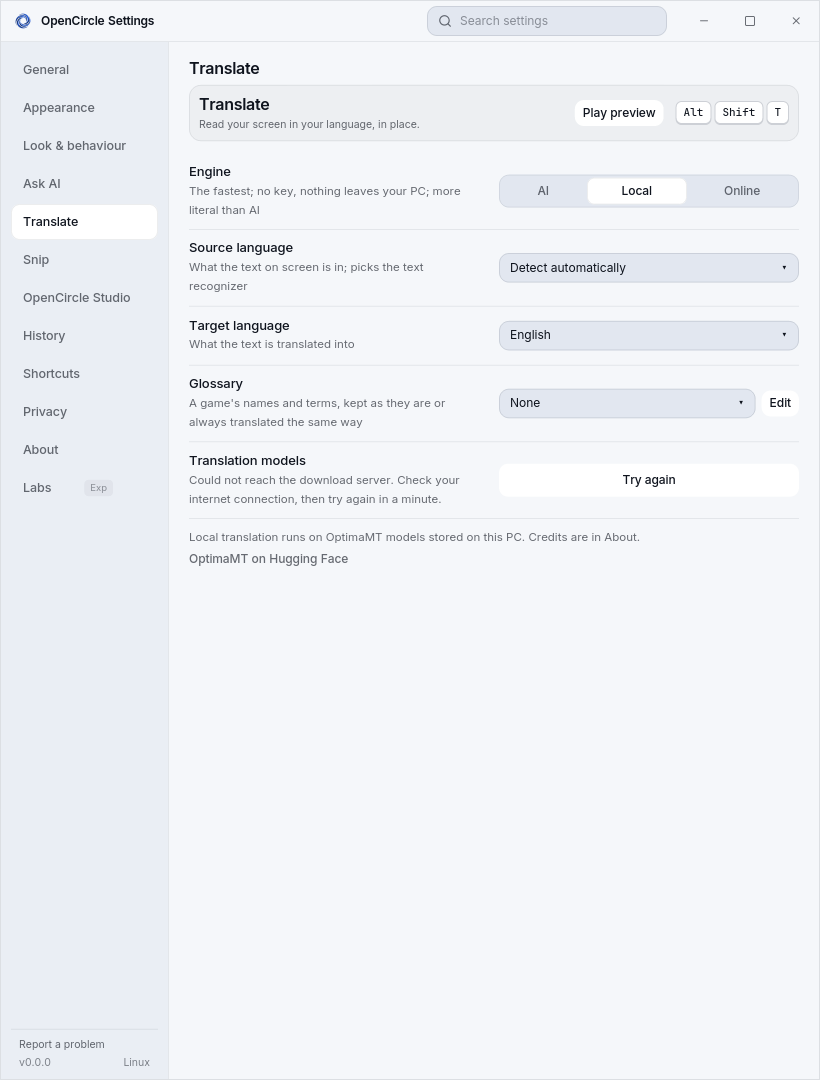 OpenCircle Settings
Search settings
General
Appearance
Look & behaviour
Ask AI
Translate
Snip
OpenCircle Studio
History
Shortcuts
Privacy
About
Labs
Exp
Report a problem
v0.0.0
Linux
Translate
Translate
Read your screen in your language, in place.
Play preview
Alt
Shift
T
Engine
The fastest; no key, nothing leaves your PC; more
literal than AI
AI
Local
Online
Source language
What the text on screen is in; picks the text
recognizer
Detect automatically
Target language
What the text is translated into
English
Glossary
A game's names and terms, kept as they are or
always translated the same way
None
Edit
Translation models
Could not reach the download server. Check your
internet connection, then try again in a minute.
Try again
Local translation runs on OptimaMT models stored on this PC. Credits are in About.
OptimaMT on Hugging Face